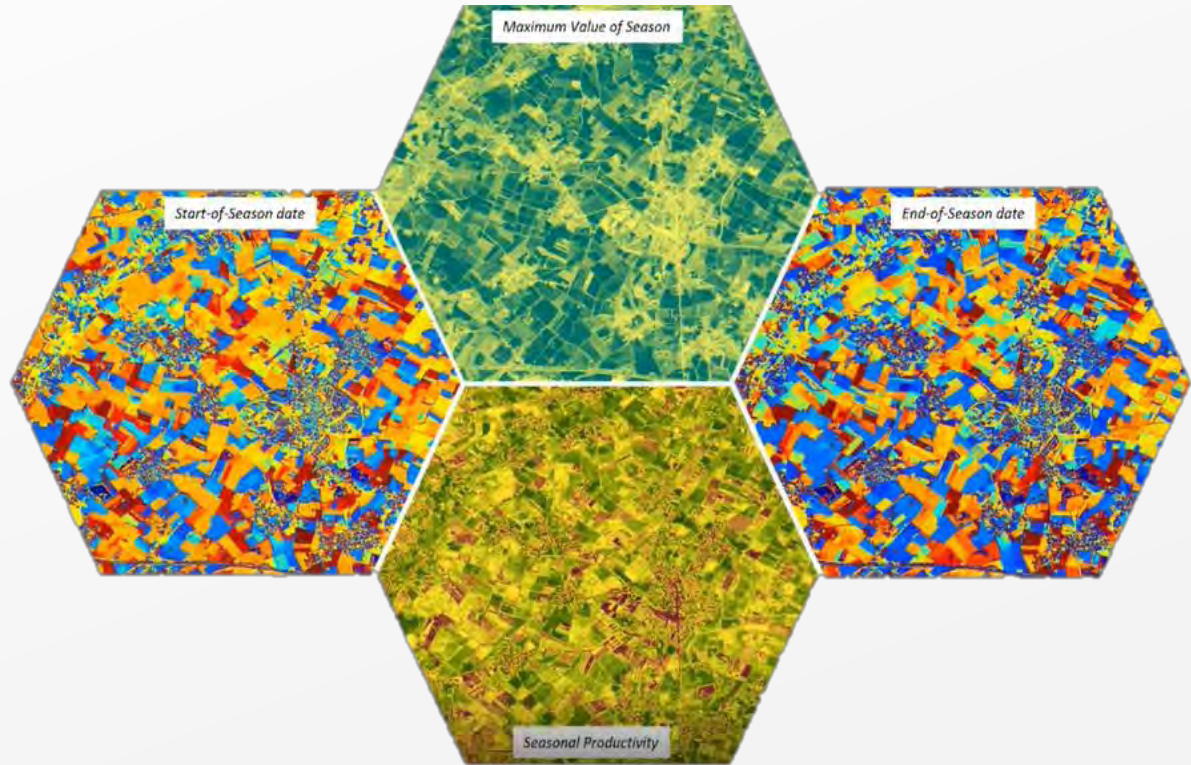 Maximum Value of Season
Start-of-Season date
End-of-Season date
Seasonal Productivity